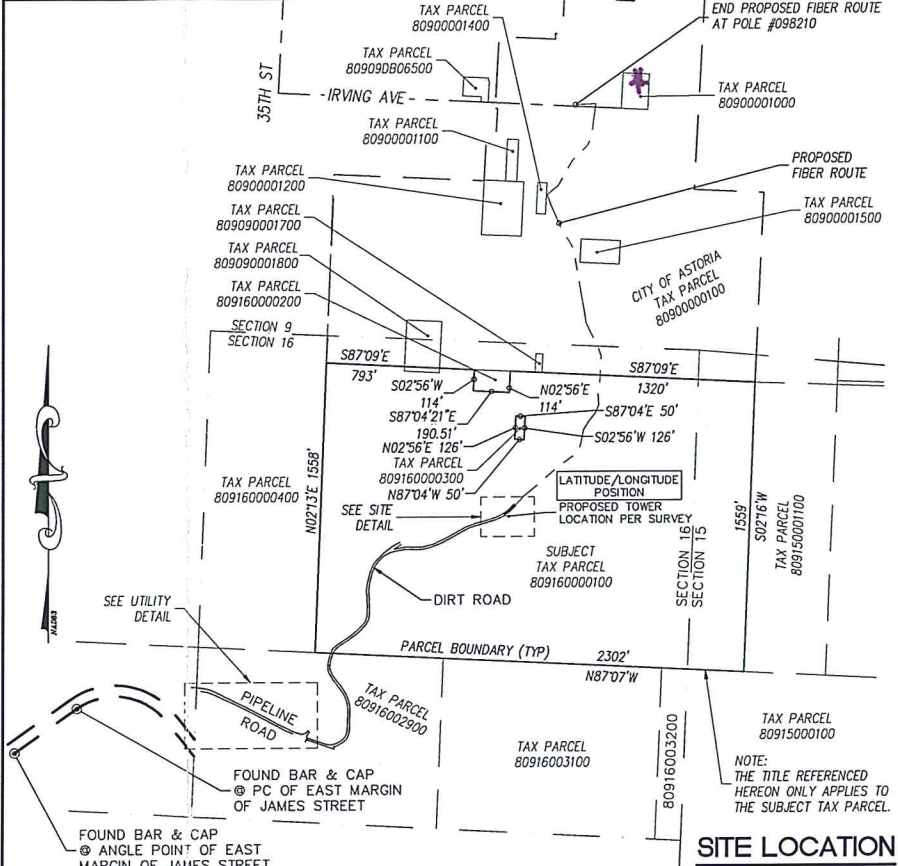 TAX PARCEL
80900001400
END PROPOSED FIBER ROUTE
AT POLE #098210
TAX PARCEL
80909DB06500
35TH ST
-IRVING AVE-
TAX PARCEL
80900001000
TAX PARCEL
80900001100
PROPOSED
FIBER ROUTE
TAX PARCEL
80900001200
TAX PARCEL
80900001500
TAX PARCEL
809090001700
TAX PARCEL
809090001800
CITY OF ASTORIA
TAX PARCEL
80900000100
TAX PARCEL
809160000200
SECTION 9
SECTION 16
S87°09'E
793'
S87°09'E
1320'
S02°56'W
114'
N02°56'E
114'
S87°04'21"E
190.51'
S87°04'E 50'
N02°56'E 126'
S02°56'W 126'
TAX PARCEL
809160000300
N87°04'W 50'
N02°13'E 1558'
TAX PARCEL
809160000400
LATITUDE/LONGITUDE
POSITION
SEE SITE
DETAIL
PROPOSED TOWER
LOCATION PER SURVEY
SUBJECT
TAX PARCEL
809160000100
SECTION 16
SECTION 15
1559'
S02°16'W
TAX PARCEL
809150001100
NAD83
DIRT ROAD
SEE UTILITY
DETAIL
PARCEL BOUNDARY (TYP)
2302'
N87°07'W
PIPELINE
ROAD
TAX PARCEL
80916002900
TAX PARCEL
80916003100
80916003200
TAX PARCEL
80915000100
NOTE:
THE TITLE REFERENCED
HEREON ONLY APPLIES TO
THE SUBJECT TAX PARCEL.
FOUND BAR & CAP
@ PC OF EAST MARGIN
OF JAMES STREET
FOUND BAR & CAP
@ ANGLE POINT OF EAST
MARGIN OF JAMES STREET
SITE LOCATION